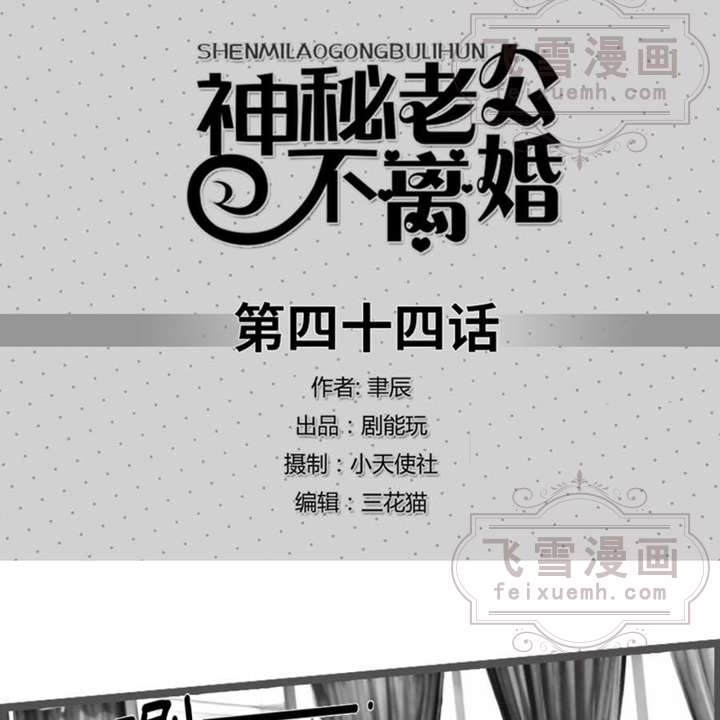 SHENMILAOGONGBULIHUN
神秘老公
不离婚
第四十四话
作者: 聿辰
出品：剧能玩
摄制：小天使社
编辑：三花猫
飞雪漫画
feixuemh.com
飞雪漫画
feixuemh.com